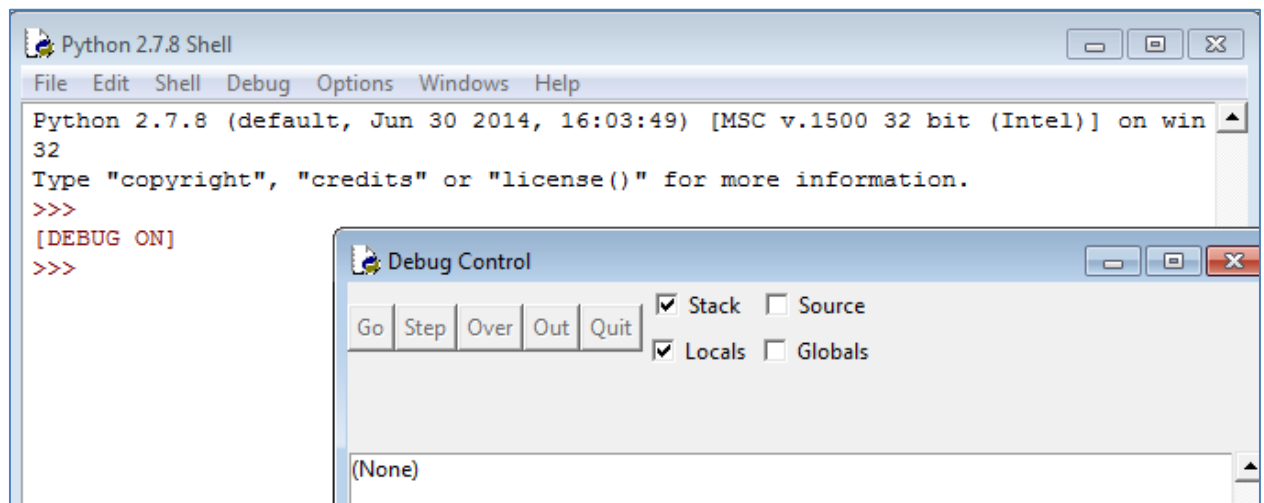 Python 2.7.8 Shell
File Edit Shell Debug Options Windows Help
Python 2.7.8 (default, Jun 30 2014, 16:03:49) [MSC v.1500 32 bit (Intel)] on win
32
Type "copyright", "credits" or "license()" for more information.
>>>
[DEBUG ON]
>>>
Debug Control
Go Step Over Out Quit
Stack Source
Locals Globals
(None)